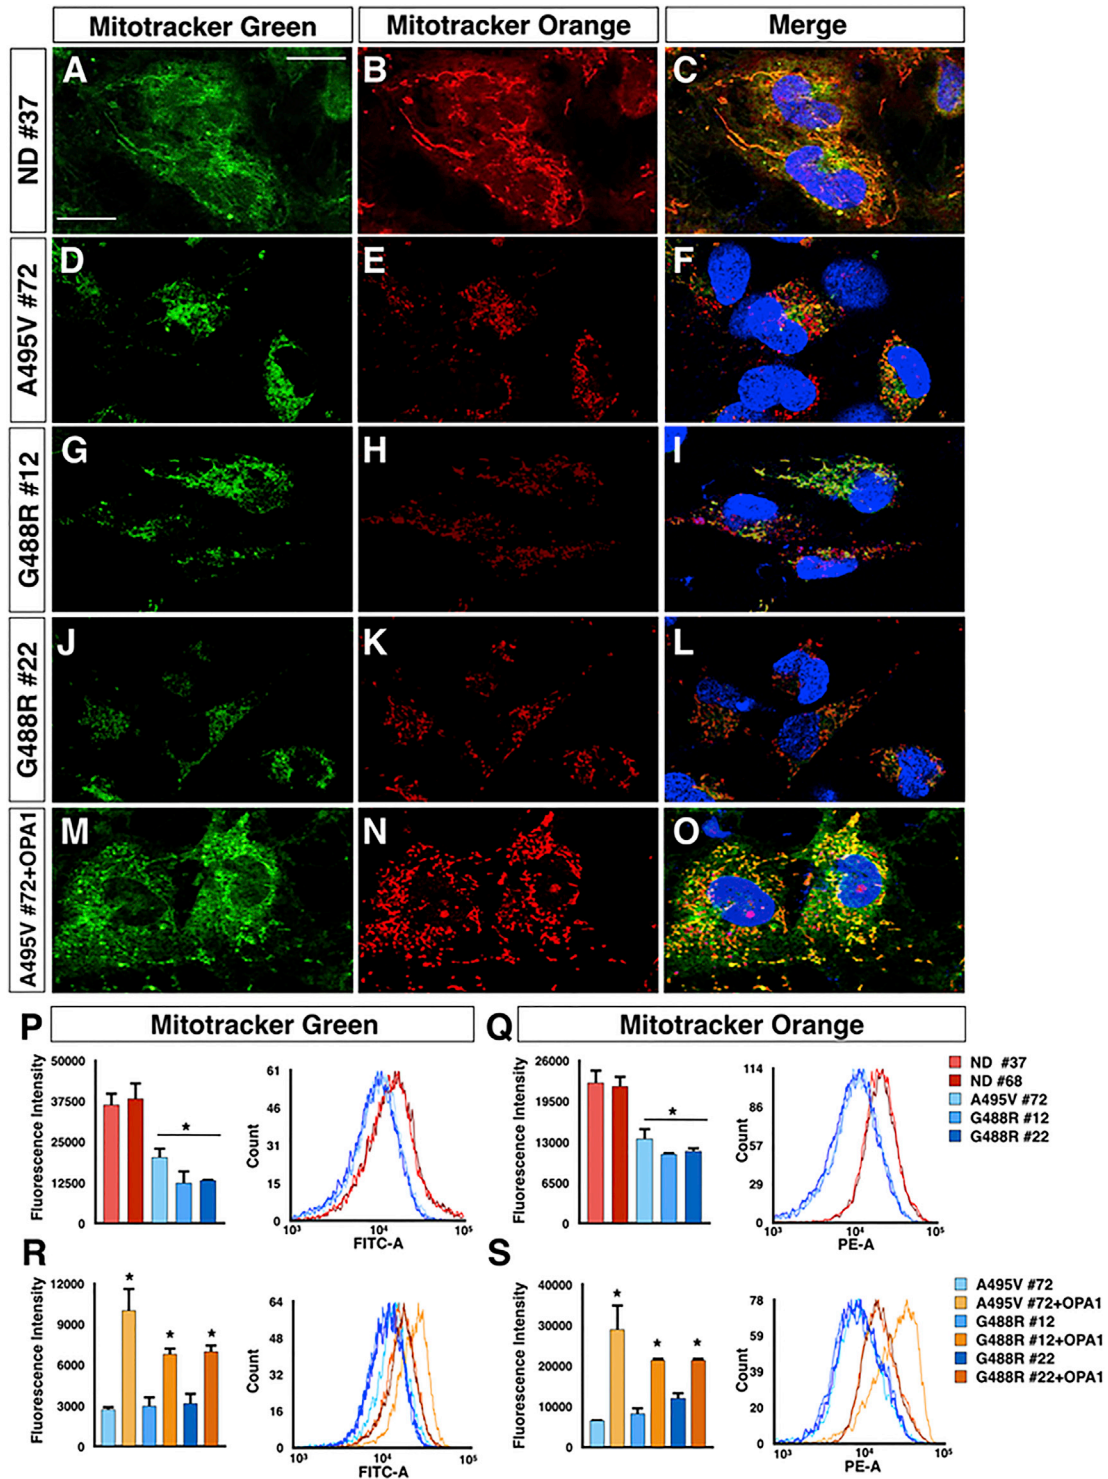 Mitotracker Green Mitotracker Orange Merge
ND #37
A B C
A495V #72
D E F
G488R #12
G H I
G488R #22
J K L
A495V #72+OPA1
M N O
P Mitotracker Green
Fluorescence Intensity
50000
37500
25000
12500
0
*
Count
61
46
31
15
0
10³ 10⁴ 10⁵
FITC-A
Q Mitotracker Orange
Fluorescence Intensity
26000
19500
13000
6500
0
*
Count
114
86
57
29
0
10³ 10⁴ 10⁵
PE-A
ND #37
ND #68
A495V #72
G488R #12
G488R #22
R
Fluorescence Intensity
12000
9000
6000
3000
0
* * *
Count
64
48
32
16
0
10³ 10⁴ 10⁵
FITC-A
S
Fluorescence Intensity
40000
30000
20000
10000
0
* * *
Count
78
59
39
20
0
10³ 10⁴ 10⁵
PE-A
A495V #72
A495V #72+OPA1
G488R #12
G488R #12+OPA1
G488R #22
G488R #22+OPA1